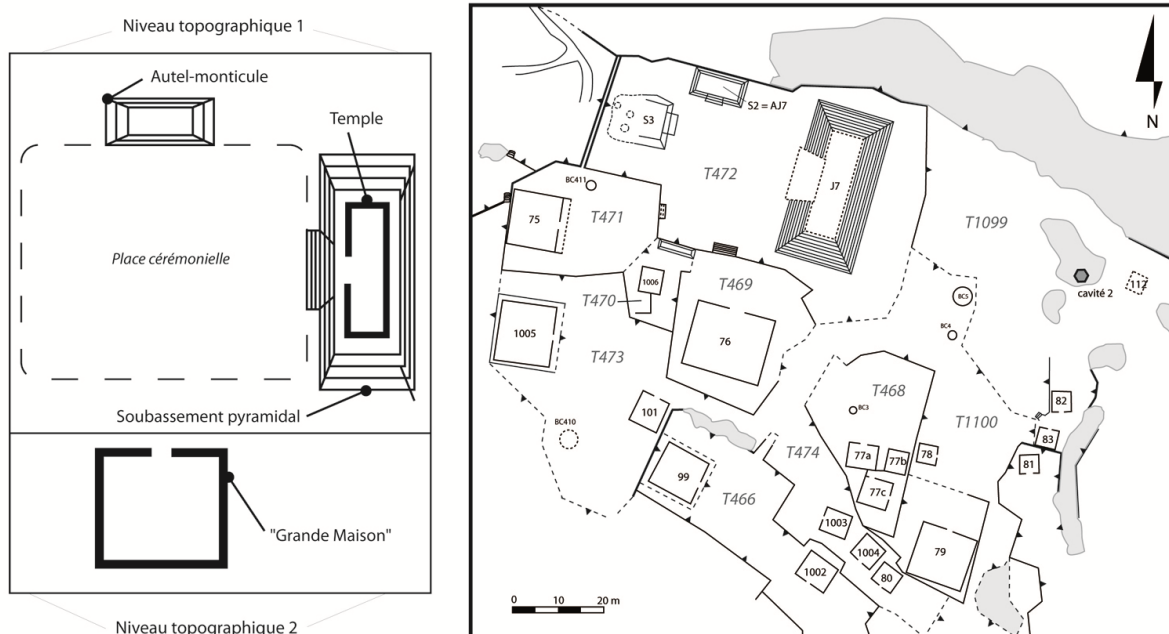 Niveau topographique 1
Autel-monticule
Temple
Place cérémonielle
Soubassement pyramidal
"Grande Maison"
Niveau topographique 2
N
S2 = AJ7
S3
T472
J7
BC411
T471
75
T1099
cavité 2
112
1006
T469
T470
BC5
BC4
1005
76
T473
T468
82
101
BC3
T1100
BC410
83
77a
77b
78
81
T474
99
77c
T466
1003
1004
79
1002
80
0 10 20 m